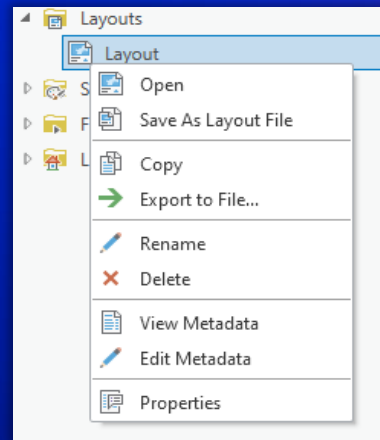 Layouts
Layout
S
Open
Save As Layout File
F
L
Copy
Export to File...
Rename
Delete
View Metadata
Edit Metadata
Properties